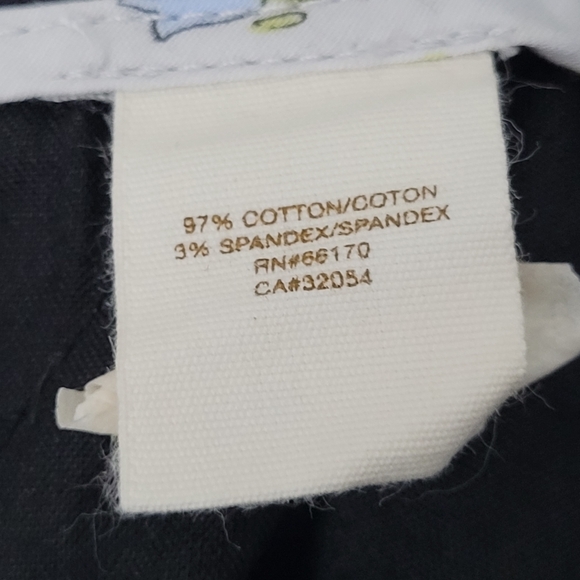 97% COTTON/COTON
3% SPANDEX/SPANDEX
RN#66170
CA#32054